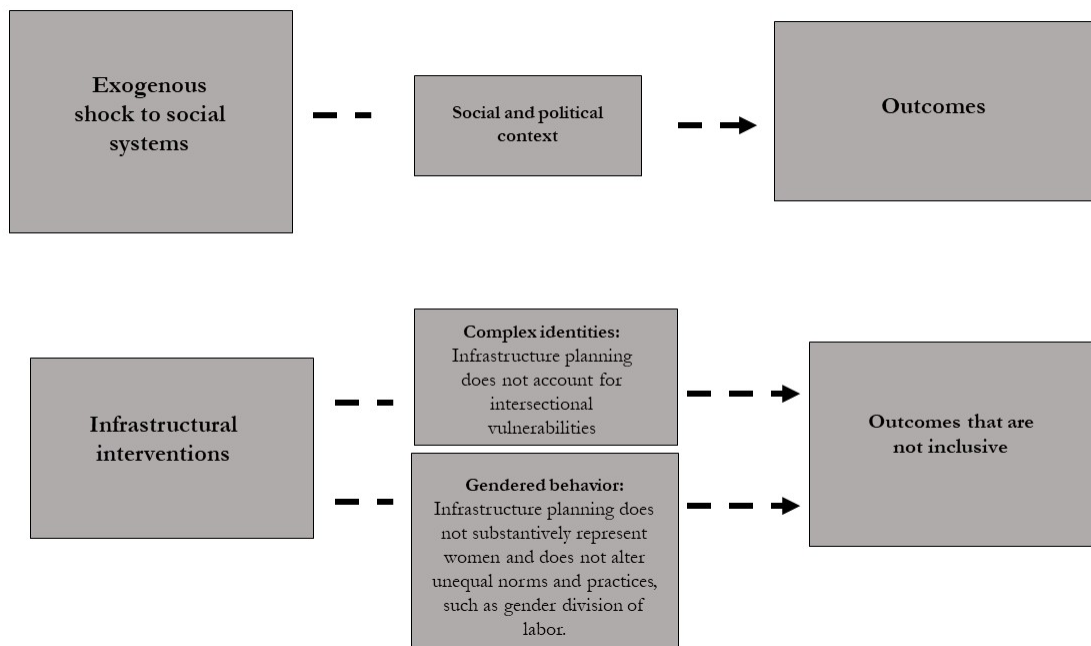 Exogenous
shock to social
systems
Social and political
context
Outcomes
Infrastructural
interventions
Complex identities:
Infrastructure planning
does not account for
intersectional
vulnerabilities
Gendered behavior:
Infrastructure planning does
not substantively represent
women and does not alter
unequal norms and practices,
such as gender division of
labor.
Outcomes that are
not inclusive